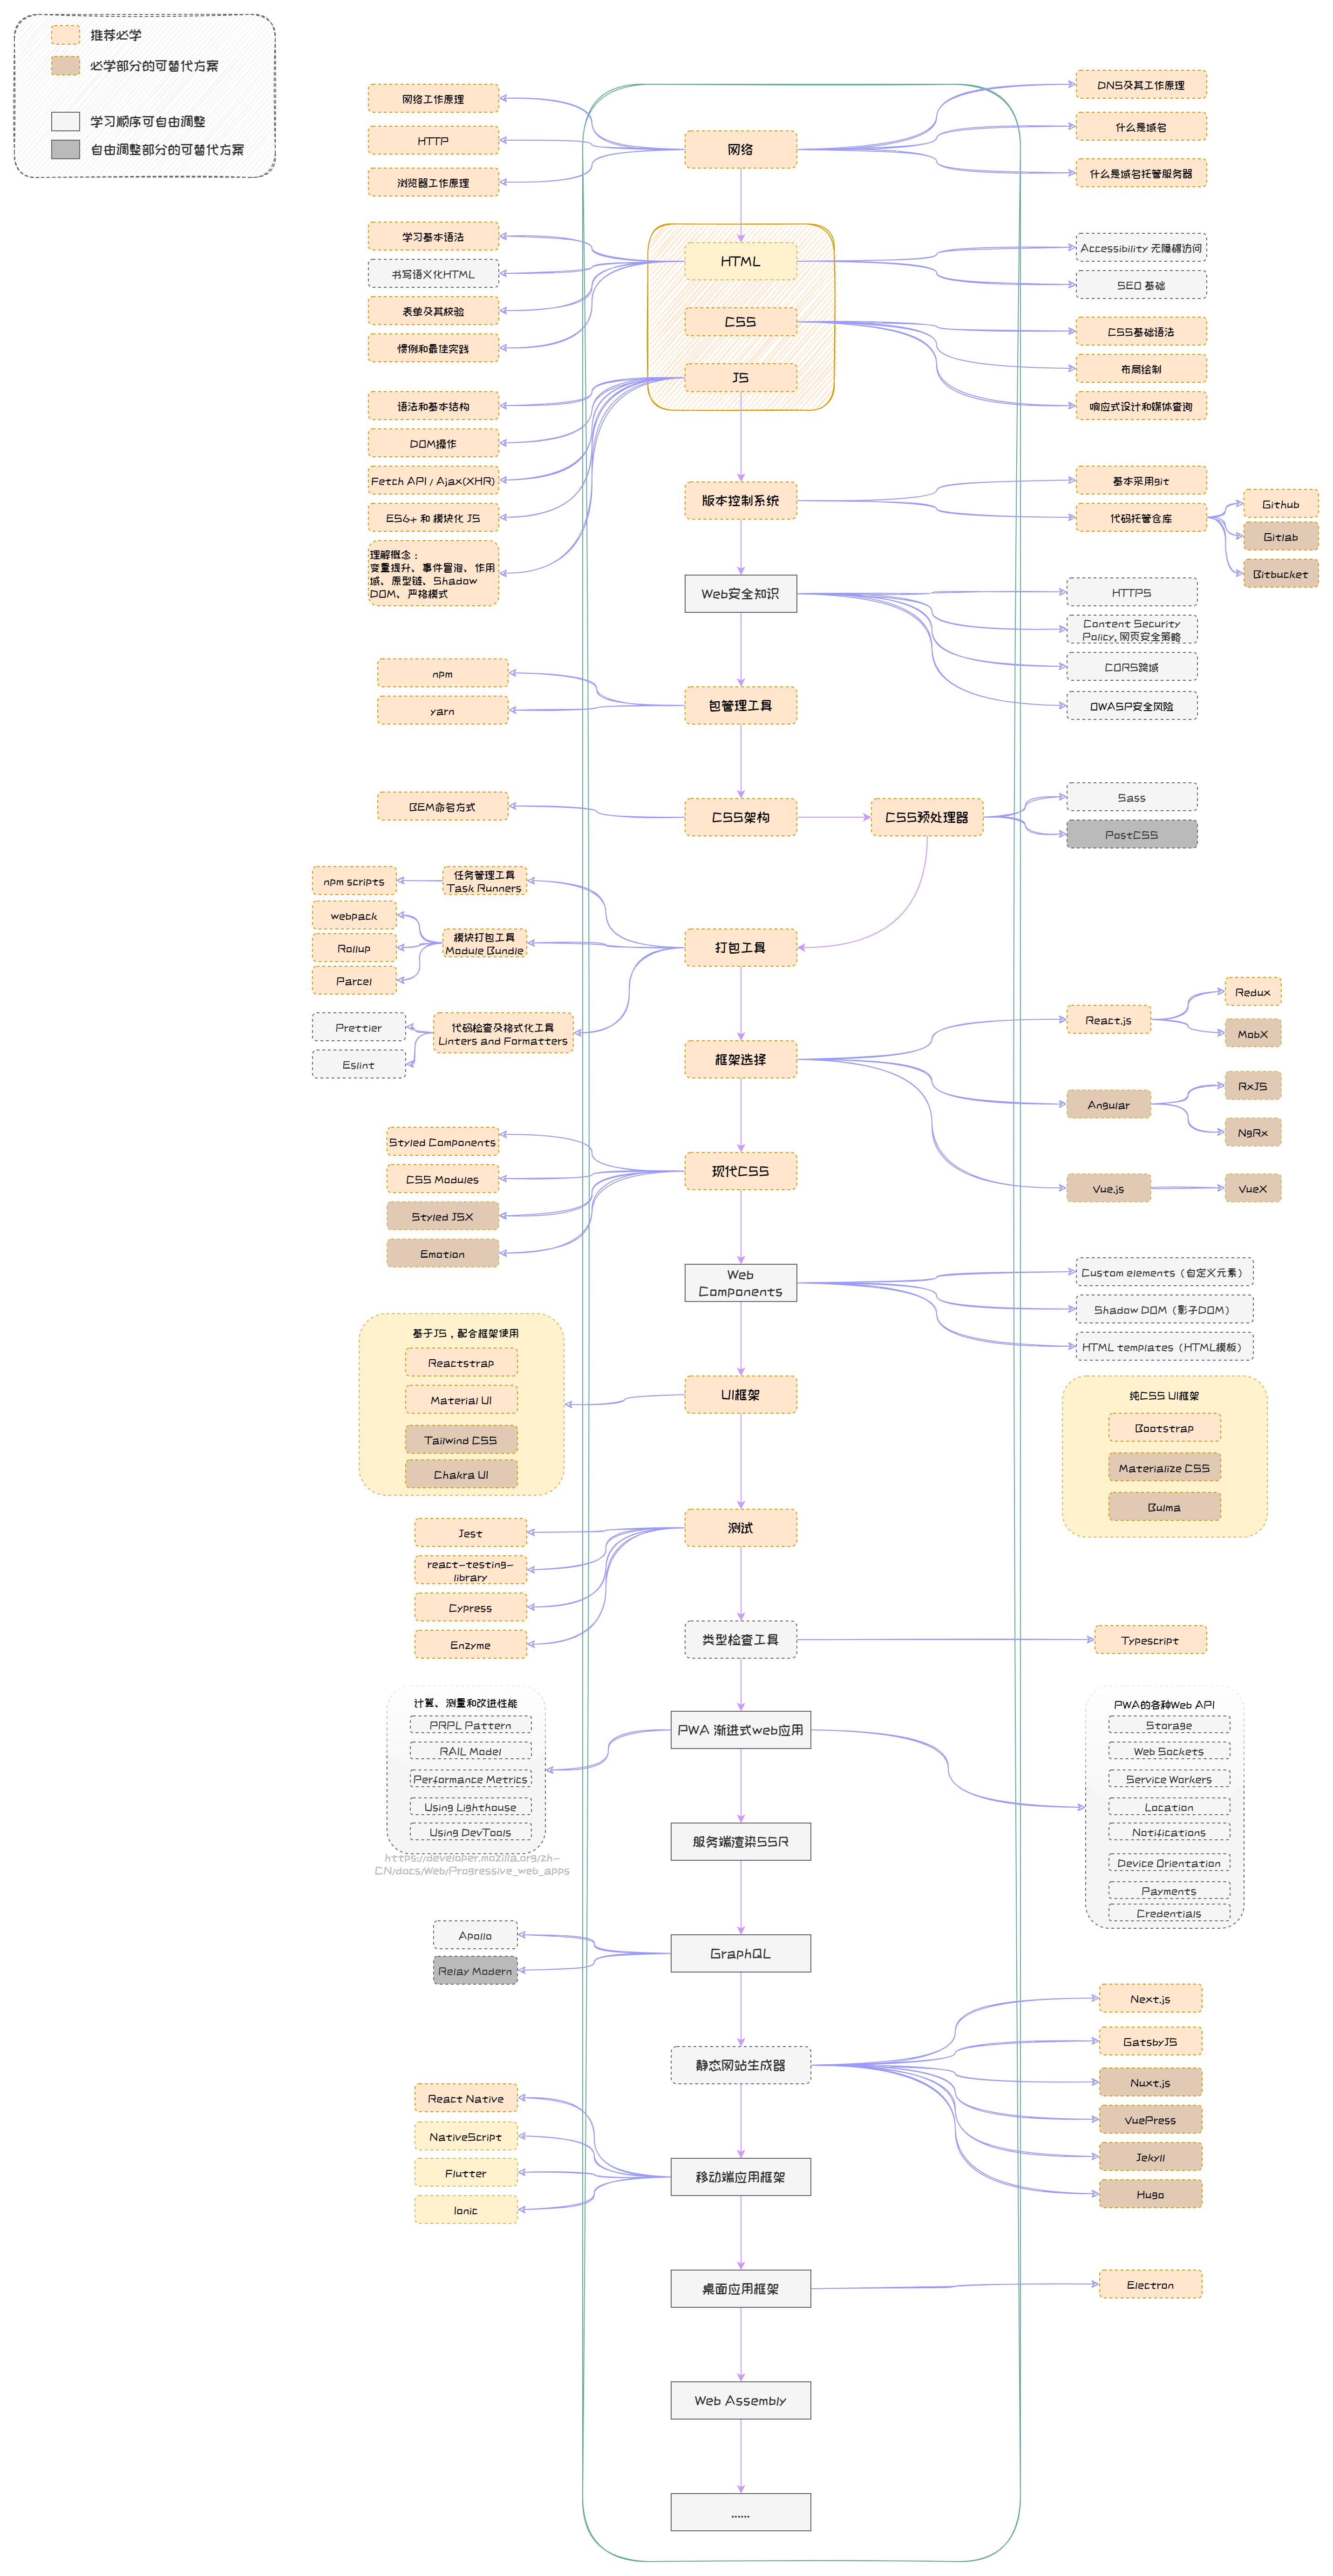 推荐必学
必学部分的可替代方案
学习顺序可自由调整
自由调整部分的可替代方案
网络
网络工作原理
HTTP
浏览器工作原理
DNS及其工作原理
什么是域名
什么是域名托管服务器
HTML
学习基本语法
书写语义化HTML
表单及其校验
惯例和最佳实践
Accessibility 无障碍访问
SEO 基础
CSS
CSS基础语法
布局绘制
响应式设计和媒体查询
JS
语法和基本结构
DOM操作
Fetch API / Ajax(XHR)
ES6+ 和 模块化 JS
理解概念：
变量提升、事件冒泡、作用
域、原型链、Shadow
DOM、严格模式
版本控制系统
基本采用git
代码托管仓库
Github
Gitlab
Bitbucket
Web安全知识
HTTPS
Content Security
Policy, 网页安全策略
CORS跨域
OWASP安全风险
包管理工具
npm
yarn
CSS架构
BEM命名方式
CSS预处理器
Sass
PostCSS
打包工具
任务管理工具
Task Runners
npm scripts
模块打包工具
Module Bundle
webpack
Rollup
Parcel
代码检查及格式化工具
Linters and Formatters
Prettier
Eslint
框架选择
React.js
Redux
MobX
Angular
RxJS
NgRx
Vue.js
VueX
现代CSS
Styled Components
CSS Modules
Styled JSX
Emotion
Web
Components
Custom elements（自定义元素）
Shadow DOM（影子DOM）
HTML templates（HTML模板）
UI框架
基于JS，配合框架使用
Reactstrap
Material UI
Tailwind CSS
Chakra UI
纯CSS UI框架
Bootstrap
Materialize CSS
Bulma
测试
Jest
react-testing-
library
Cypress
Enzyme
类型检查工具
Typescript
PWA 渐进式web应用
计算、测量和改进性能
PRPL Pattern
RAIL Model
Performance Metrics
Using Lighthouse
Using DevTools
https://developer.mozilla.org/zh-
CN/docs/Web/Progressive_web_apps
PWA的各种Web API
Storage
Web Sockets
Service Workers
Location
Notifications
Device Orientation
Payments
Credentials
服务端渲染SSR
GraphQL
Apollo
Relay Modern
静态网站生成器
Next.js
GatsbyJS
Nuxt.js
VuePress
Jekyll
Hugo
移动端应用框架
React Native
NativeScript
Flutter
Ionic
桌面应用框架
Electron
Web Assembly
......